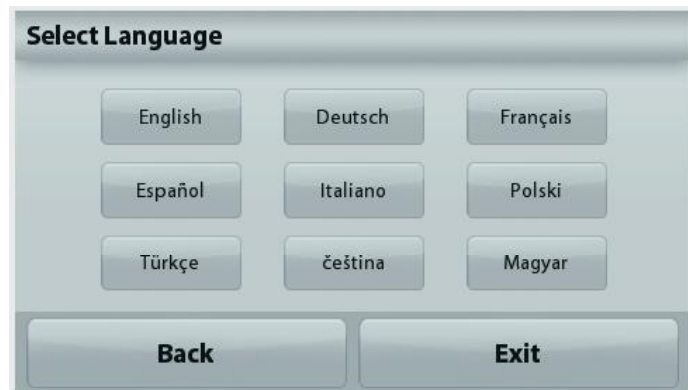 Select Language
English Deutsch Français
Español Italiano Polski
Türkçe čeština Magyar
Back Exit